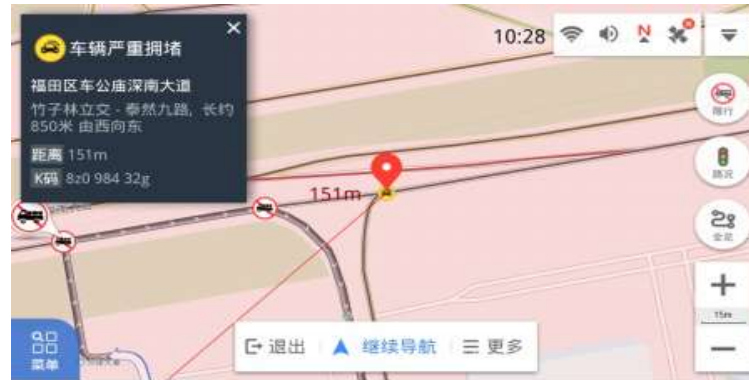 车辆严重拥堵
福田区车公庙深南大道
竹子林立交 - 泰然九路, 长约
850米 由西向东
距离 151m
K码 8z0 984 32g
10:28
N
限行
路况
全览
151m
15m
菜单
退出
继续导航
更多